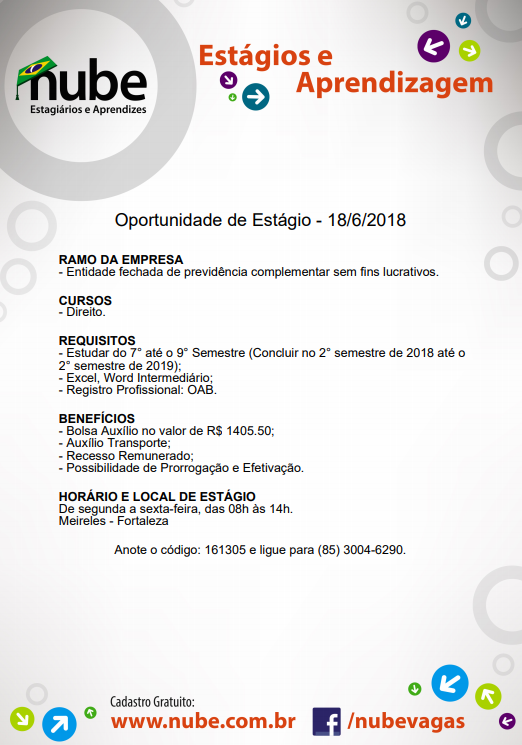 nube
Estagiários e Aprendizes
Estágios e
Aprendizagem
Oportunidade de Estágio - 18/6/2018
RAMO DA EMPRESA
- Entidade fechada de previdência complementar sem fins lucrativos.
CURSOS
- Direito.
REQUISITOS
- Estudar do 7° até o 9° Semestre (Concluir no 2° semestre de 2018 até o
2° semestre de 2019);
- Excel, Word Intermediário;
- Registro Profissional: OAB.
BENEFÍCIOS
- Bolsa Auxílio no valor de R$ 1405.50;
- Auxílio Transporte;
- Recesso Remunerado;
- Possibilidade de Prorrogação e Efetivação.
HORÁRIO E LOCAL DE ESTÁGIO
De segunda a sexta-feira, das 08h às 14h.
Meireles - Fortaleza
Anote o código: 161305 e ligue para (85) 3004-6290.
Cadastro Gratuito:
www.nube.com.br f /nubevagas